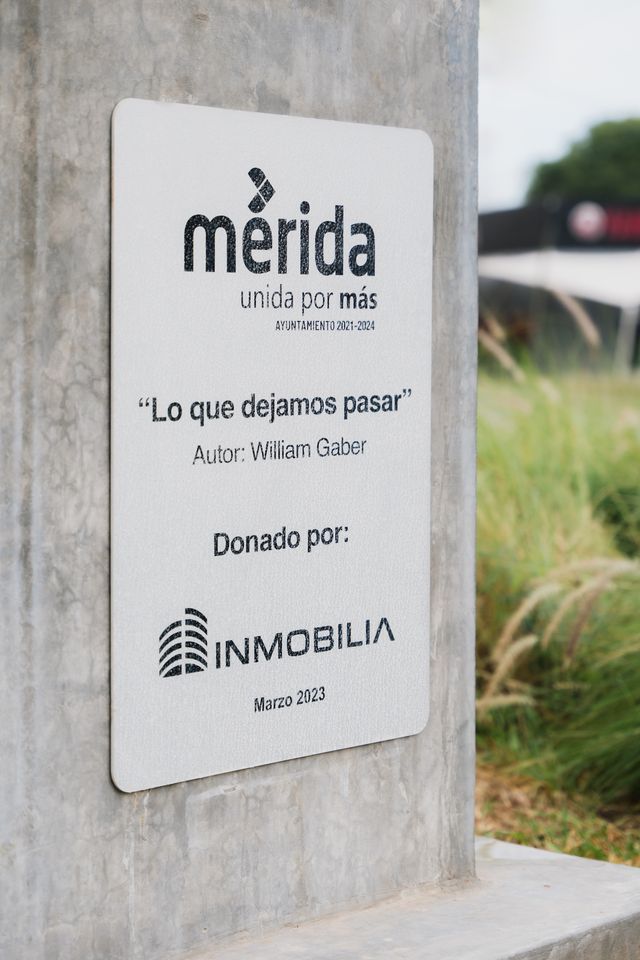 mérida
unida por más
AYUNTAMIENTO 2021-2024
“Lo que dejamos pasar”
Autor: William Gaber
Donado por:
INMOBILIA
Marzo 2023